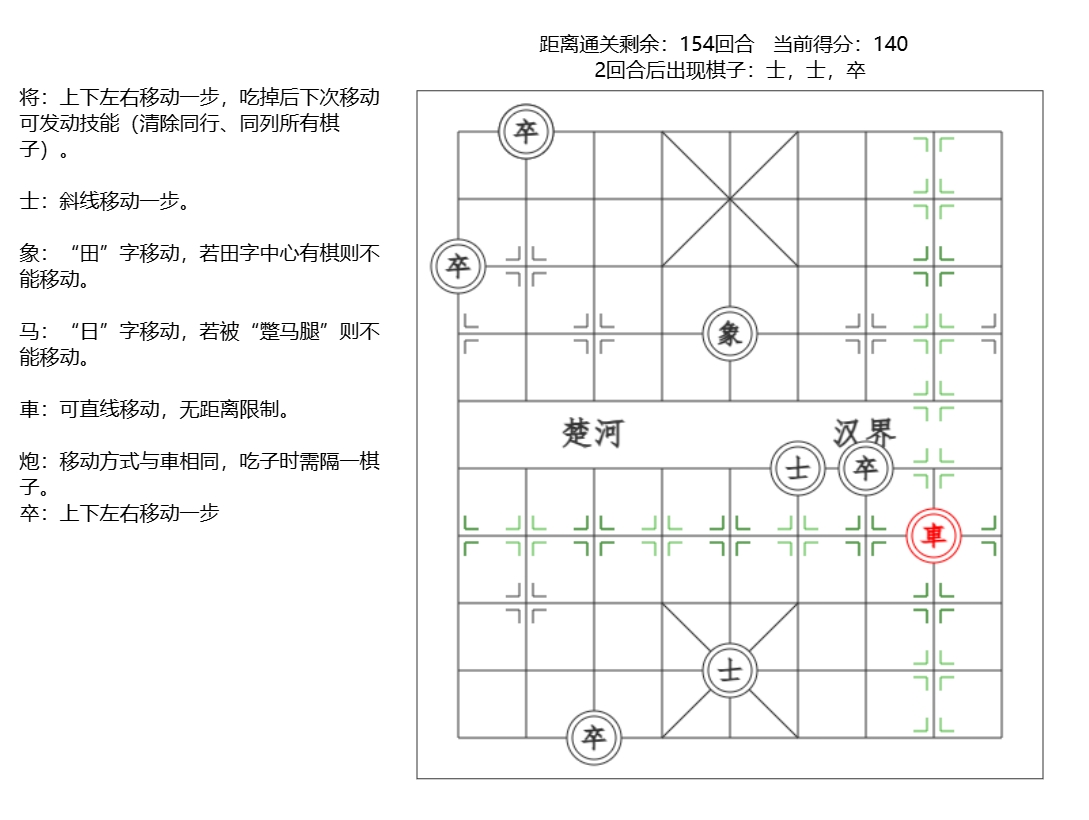 距离通关剩余：154回合 当前得分：140
2回合后出现棋子：士，士，卒
将：上下左右移动一步，吃掉后下次移动
可发动技能（清除同行、同列所有棋
子）。
士：斜线移动一步。
象：“田”字移动，若田字中心有棋则不
能移动。
马：“日”字移动，若被“蹩马腿”则不
能移动。
車：可直线移动，无距离限制。
炮：移动方式与車相同，吃子时需隔一棋
子。
卒：上下左右移动一步
卒
卒
象
楚河 汉界
士 卒
車
士
卒